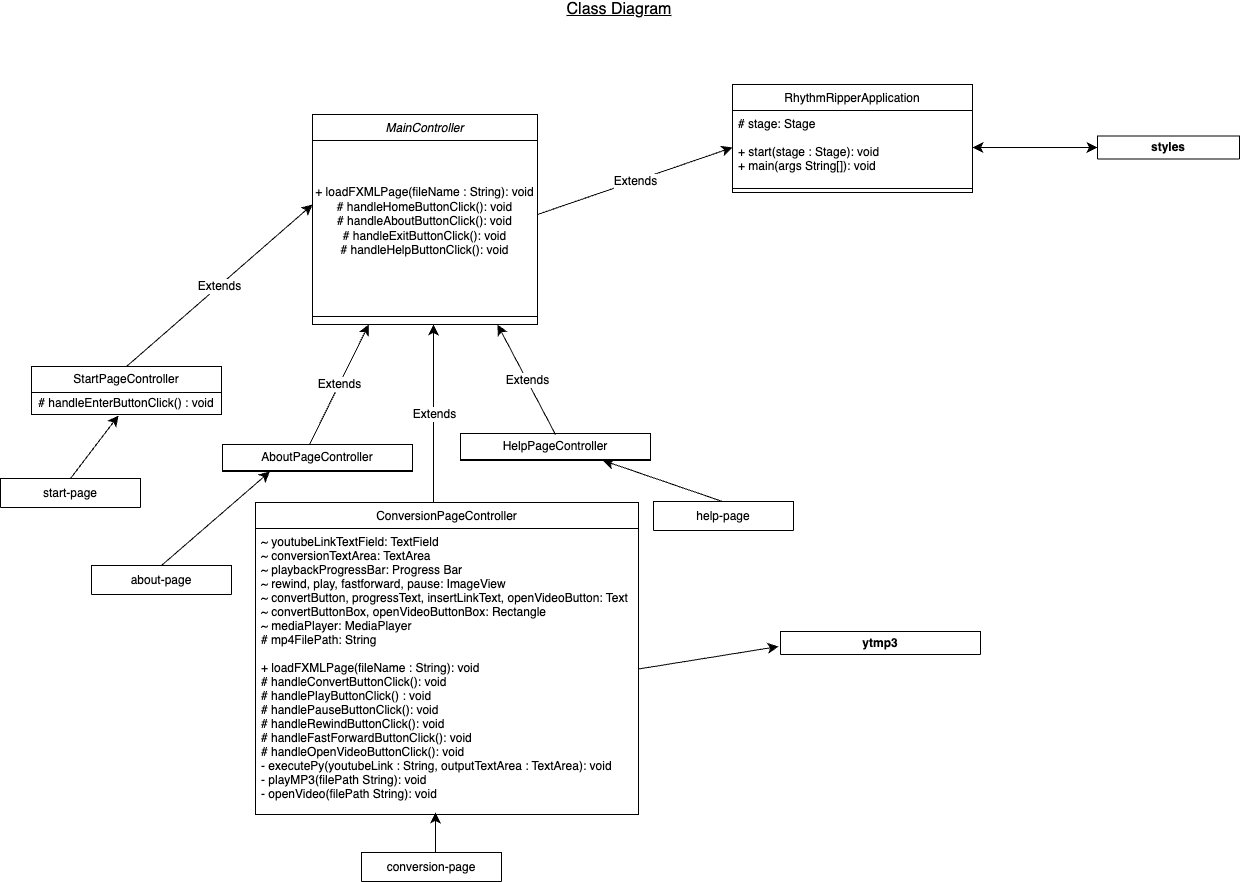 Class Diagram
RhythmRipperApplication
# stage: Stage
+ start(stage : Stage): void
+ main(args String[]): void
styles
MainController
+ loadFXMLPage(fileName : String): void
# handleHomeButtonClick(): void
# handleAboutButtonClick(): void
# handleExitButtonClick(): void
# handleHelpButtonClick(): void
Extends
Extends
StartPageController
# handleEnterButtonClick() : void
Extends
Extends
Extends
AboutPageController
HelpPageController
start-page
about-page
help-page
ConversionPageController
~ youtubeLinkTextField: TextField
~ conversionTextArea: TextArea
~ playbackProgressBar: Progress Bar
~ rewind, play, fastforward, pause: ImageView
~ convertButton, progressText, insertLinkText, openVideoButton: Text
~ convertButtonBox, openVideoButtonBox: Rectangle
~ mediaPlayer: MediaPlayer
# mp4FilePath: String
+ loadFXMLPage(fileName : String): void
# handleConvertButtonClick(): void
# handlePlayButtonClick() : void
# handlePauseButtonClick(): void
# handleRewindButtonClick(): void
# handleFastForwardButtonClick(): void
# handleOpenVideoButtonClick(): void
- executePy(youtubeLink : String, outputTextArea : TextArea): void
- playMP3(filePath String): void
- openVideo(filePath String): void
ytmp3
conversion-page